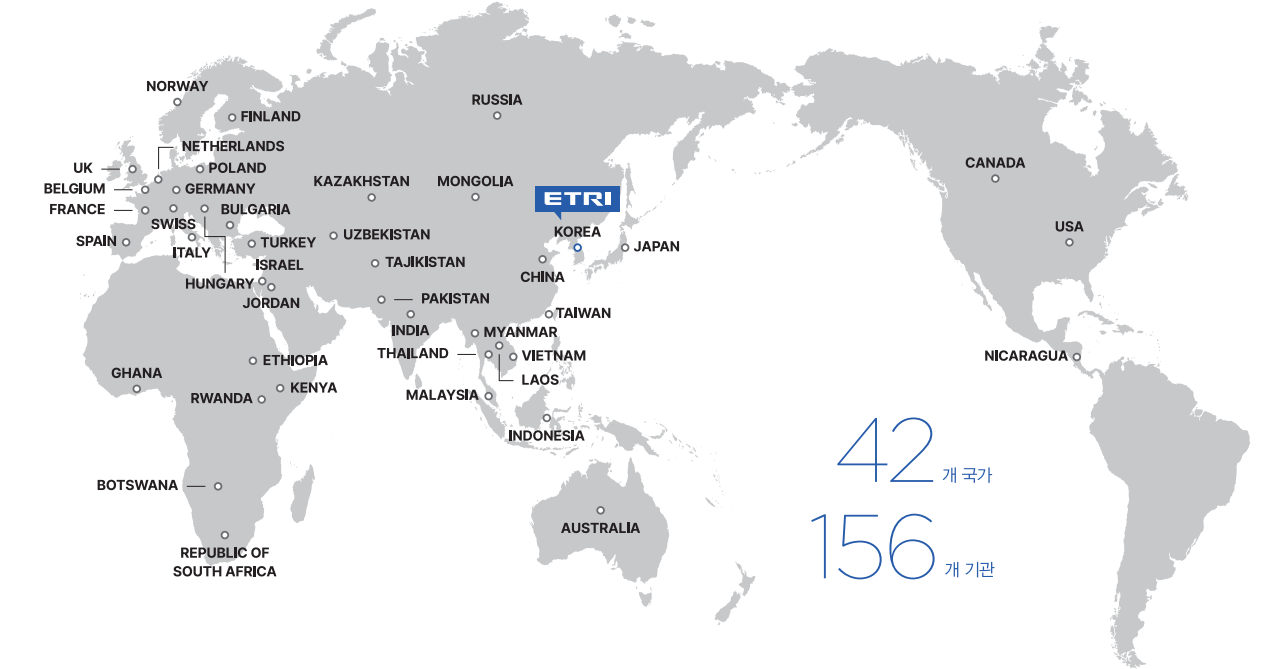 NORWAY
FINLAND
NETHERLANDS
UK
POLAND
BELGIUM
GERMANY
FRANCE
BULGARIA
SWISS
SPAIN
ITALY
TURKEY
HUNGARY
ISRAEL
JORDAN
RUSSIA
KAZAKHSTAN
MONGOLIA
ETRI
KOREA
JAPAN
UZBEKISTAN
TAJIKISTAN
CHINA
PAKISTAN
INDIA
TAIWAN
MYANMAR
THAILAND
VIETNAM
LAOS
MALAYSIA
INDONESIA
ETHIOPIA
GHANA
KENYA
RWANDA
BOTSWANA
REPUBLIC OF
SOUTH AFRICA
AUSTRALIA
CANADA
USA
NICARAGUA
42 개 국가
156 개 기관